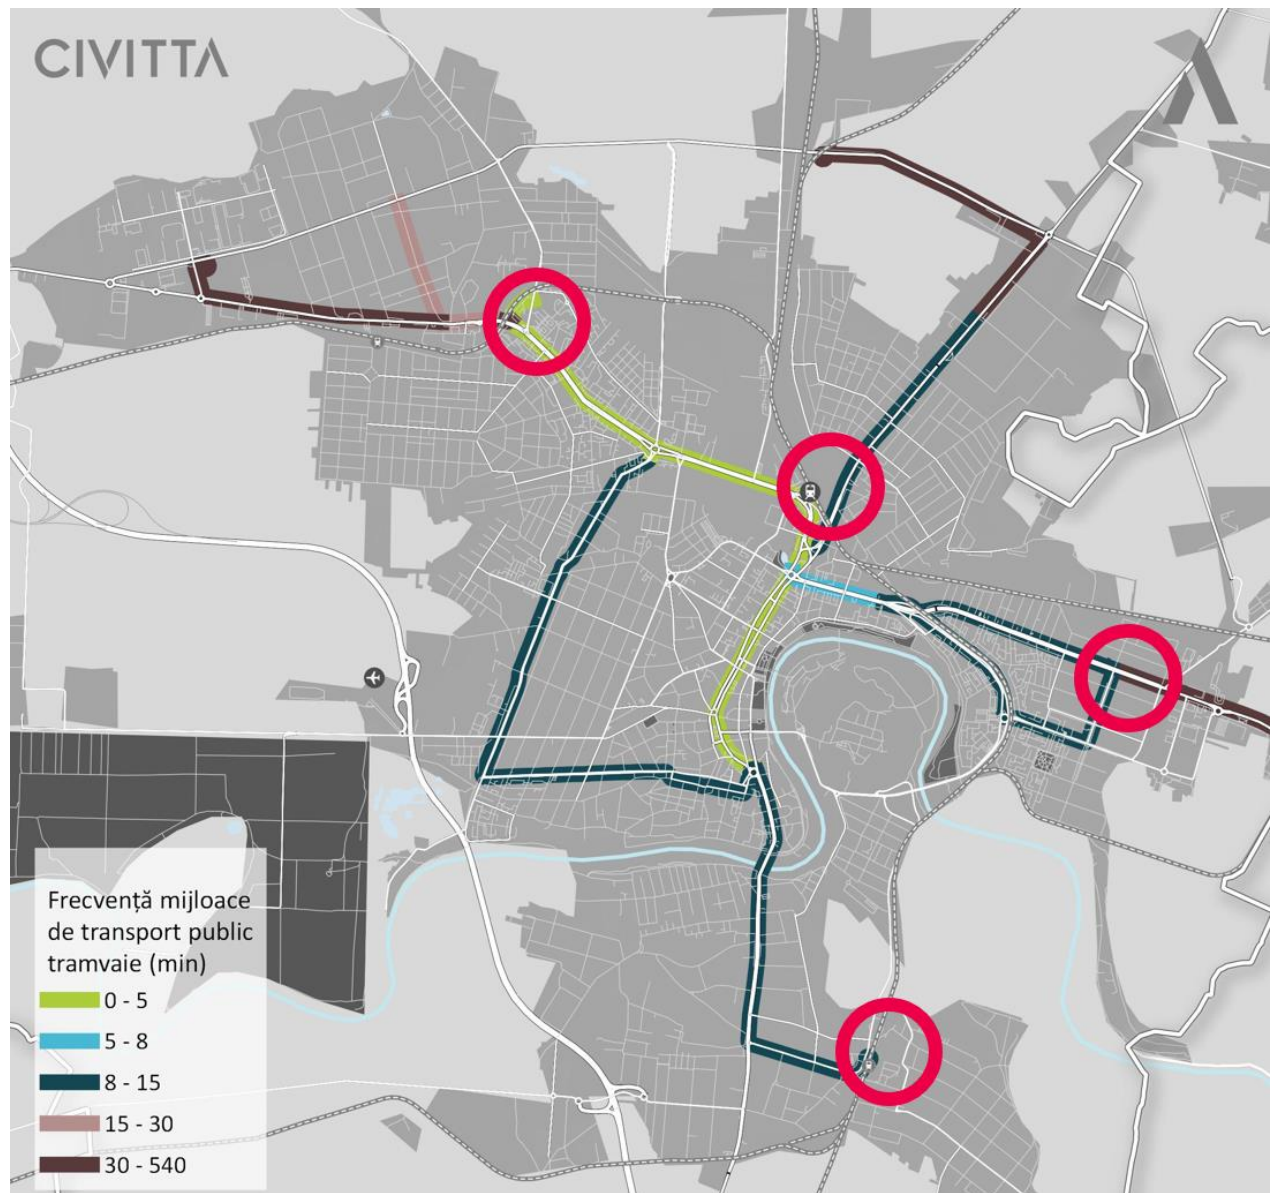 CIVITTA
Frecvență mijloace
de transport public
tramvaie (min)
0 - 5
5 - 8
8 - 15
15 - 30
30 - 540